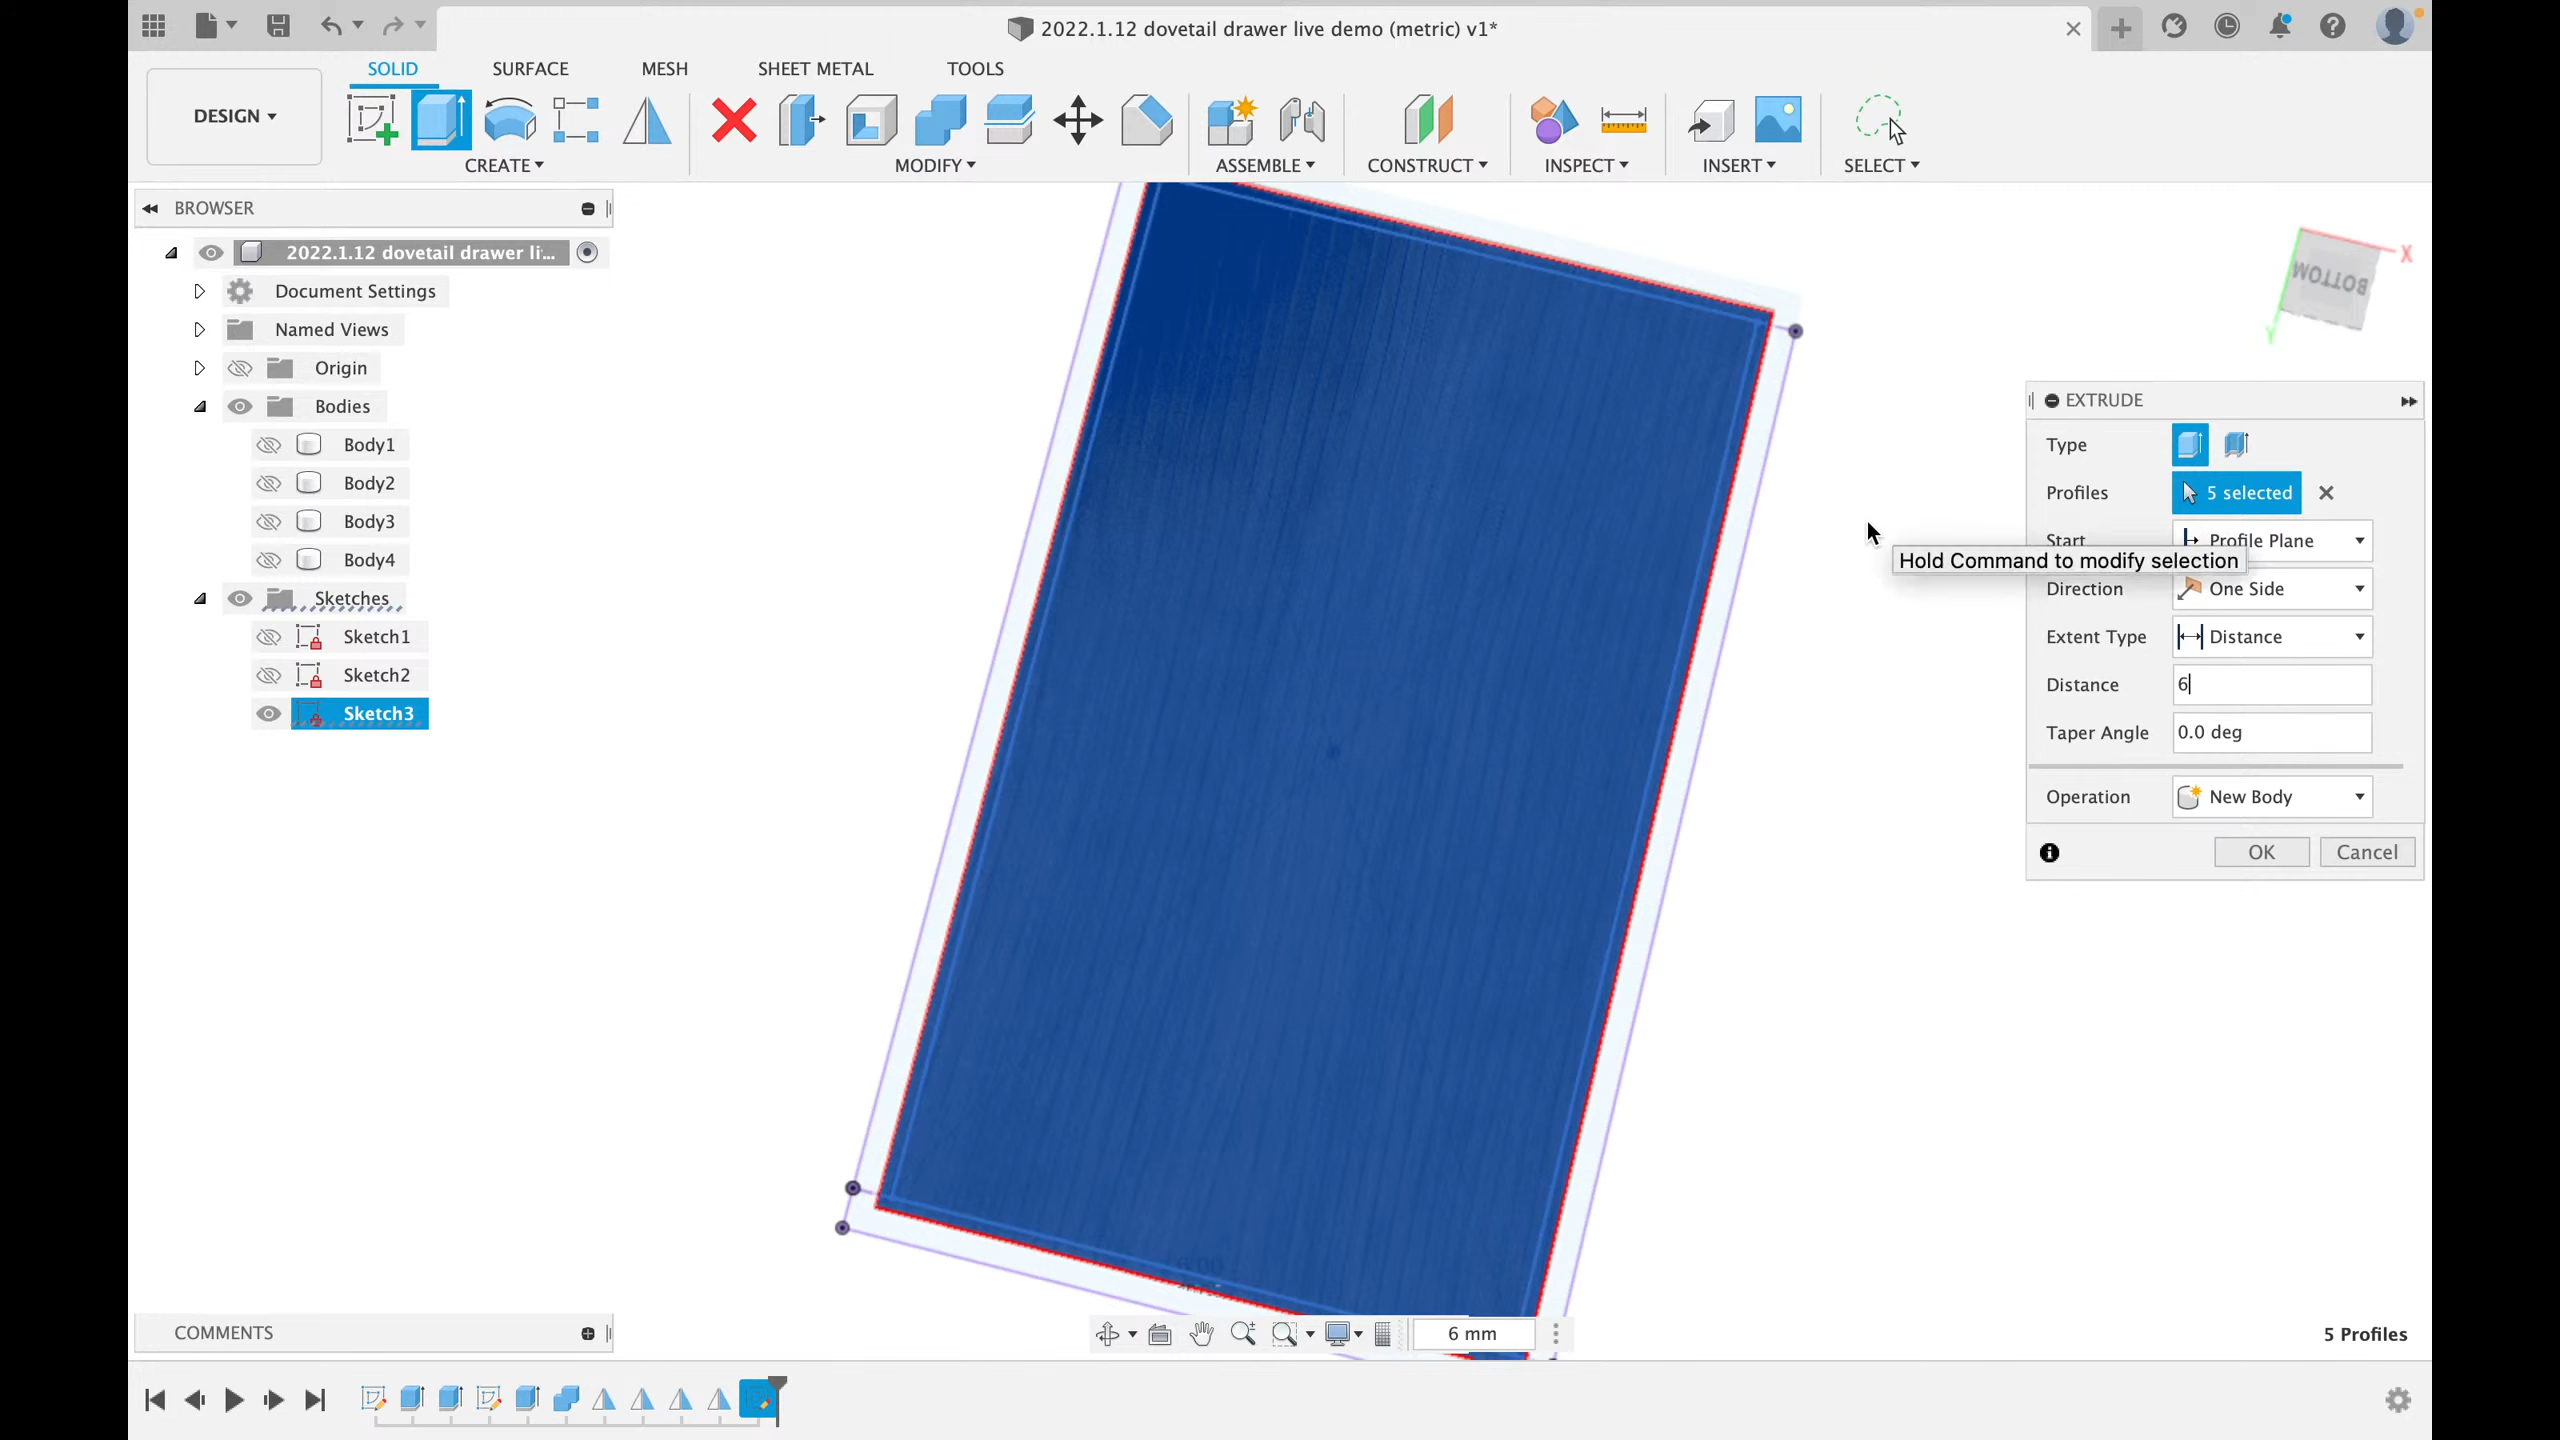 2022.1.12 dovetail drawer live demo (metric) v1*
SOLID SURFACE MESH SHEET METAL TOOLS
DESIGN
CREATE MODIFY ASSEMBLE CONSTRUCT INSPECT INSERT SELECT
BROWSER
2022.1.12 dovetail drawer li...
Document Settings
Named Views
Origin
Bodies
Body1
Body2
Body3
Body4
Sketches
Sketch1
Sketch2
Sketch3
X
BOTTOM
Y
EXTRUDE
Type
Profiles 5 selected
Start Profile Plane
Hold Command to modify selection
Direction One Side
Extent Type Distance
Distance 6
Taper Angle 0.0 deg
Operation New Body
OK Cancel
6.00
COMMENTS
6 mm
5 Profiles